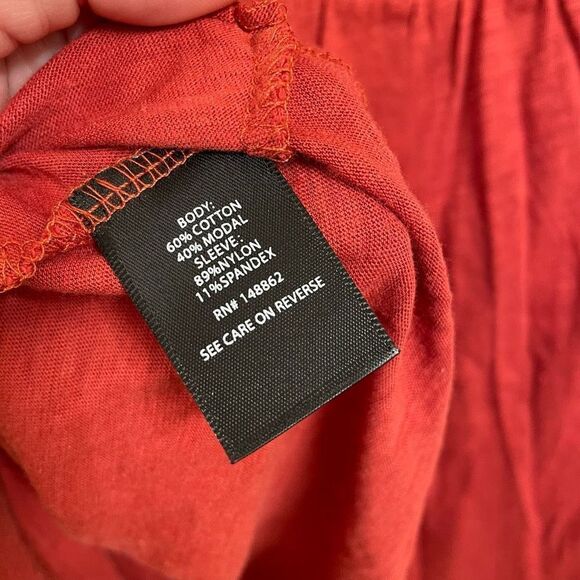 BODY:
60% COTTON
40% MODAL
SLEEVE:
89%NYLON
11%SPANDEX
RN# 148862
SEE CARE ON REVERSE